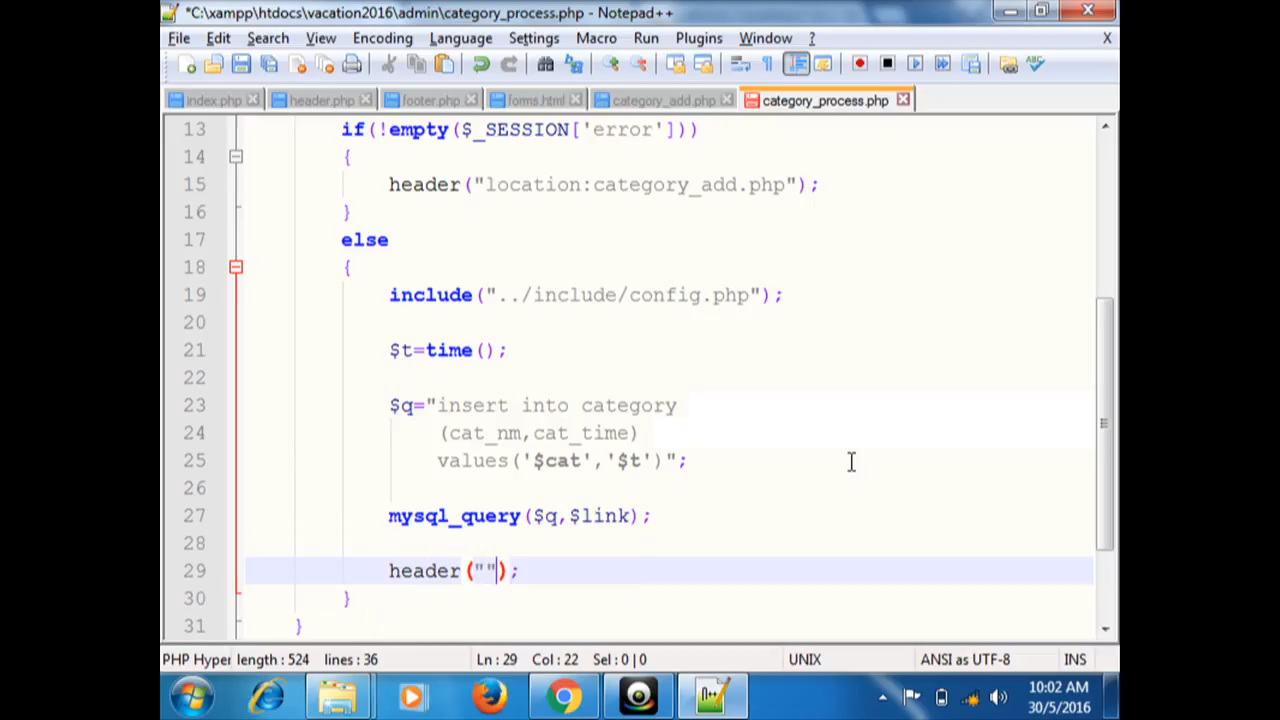 *C:\xampp\htdocs\vacation2016\admin\category_process.php - Notepad++
File Edit Search View Encoding Language Settings Macro Run Plugins Window ? X
index.php header.php footer.php forms.html category_add.php category_process.php
13 if(!empty($_SESSION['error']))
14 {
15 header("location:category_add.php");
16 }
17 else
18 {
19 include("../include/config.php");
20
21 $t=time();
22
23 $q="insert into category
24 (cat_nm,cat_time)
25 values('$cat','$t')";
26
27 mysql_query($q,$link);
28
29 header("");
30 }
31 }
PHP Hyper length : 524 lines : 36 Ln : 29 Col : 22 Sel : 0 | 0 UNIX ANSI as UTF-8 INS
10:02 AM
30/5/2016